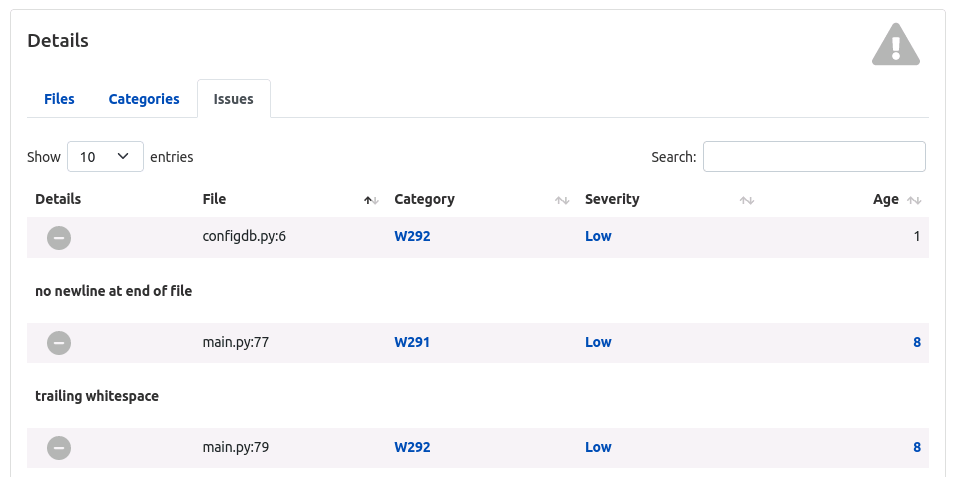 Details
Files Categories Issues
Show 10 entries Search:
Details File Category Severity Age
configdb.py:6 W292 Low 1
no newline at end of file
main.py:77 W291 Low 8
trailing whitespace
main.py:79 W292 Low 8